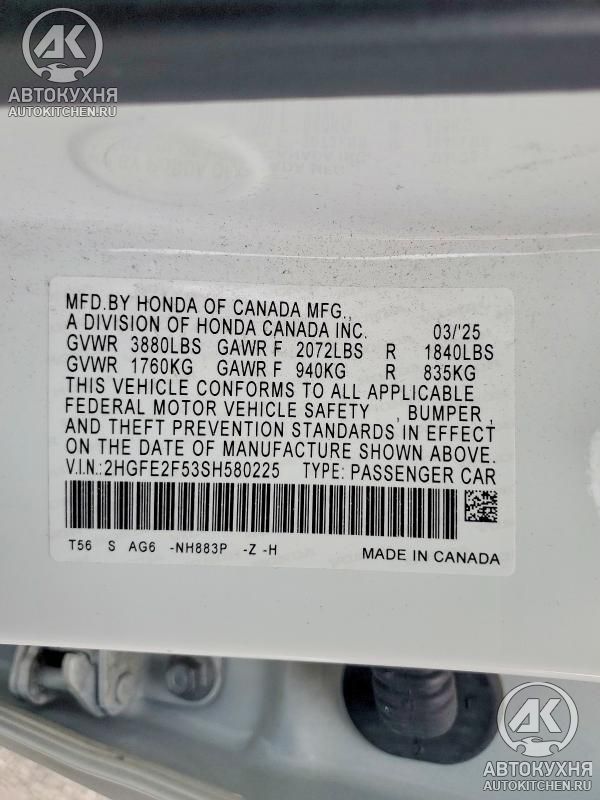 АК
АВТОКУХНЯ
AUTOKITCHEN.RU
MFD.BY HONDA OF CANADA MFG.,
A DIVISION OF HONDA CANADA INC. 03/'25
GVWR 3880LBS GAWR F 2072LBS R 1840LBS
GVWR 1760KG GAWR F 940KG R 835KG
THIS VEHICLE CONFORMS TO ALL APPLICABLE
FEDERAL MOTOR VEHICLE SAFETY , BUMPER ,
AND THEFT PREVENTION STANDARDS IN EFFECT
ON THE DATE OF MANUFACTURE SHOWN ABOVE.
V.I.N.:2HGFE2F53SH580225 TYPE: PASSENGER CAR
T56 S AG6 -NH883P -Z -H MADE IN CANADA
АК
АВТОКУХНЯ
AUTOKITCHEN.RU